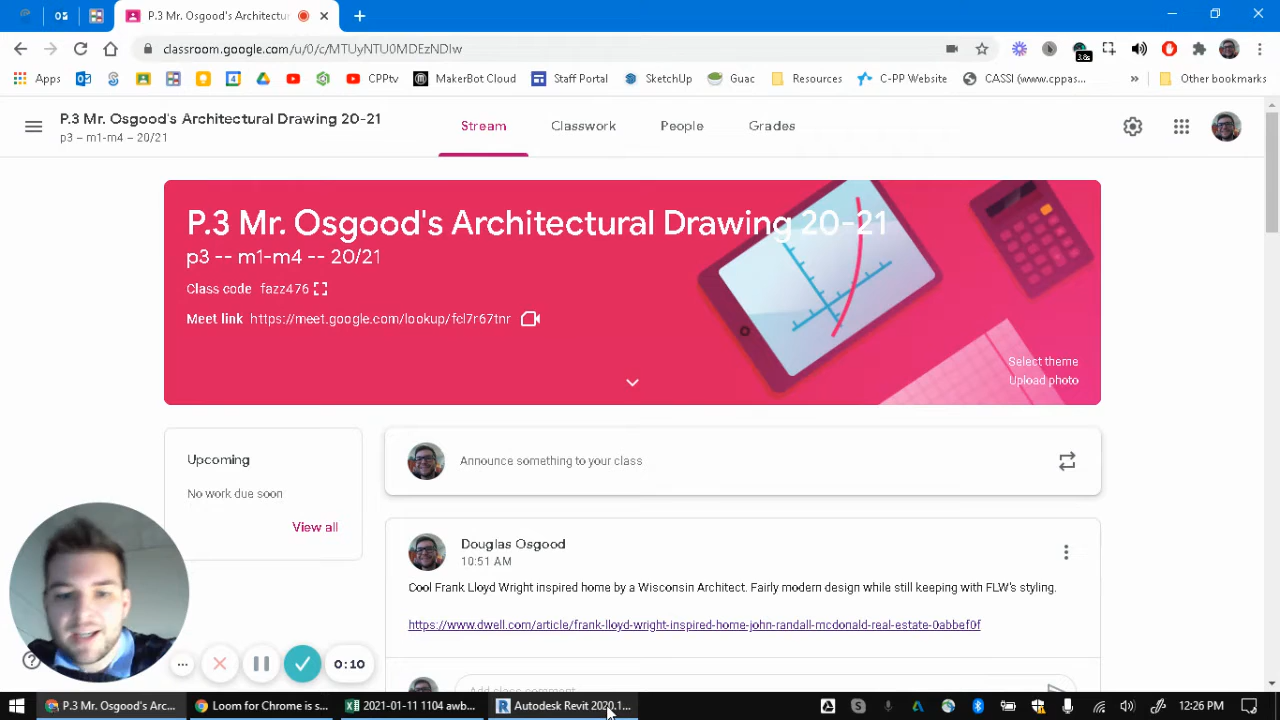 P.3 Mr. Osgood's Architectu
classroom.google.com/u/0/c/MTUyNTU0MDEzNDIw
3.8s
Apps
CPPtv
MakerBot Cloud
Staff Portal
SketchUp
Guac
Resources
C-PP Website
CASSI (www.cppas...
Other bookmarks
P.3 Mr. Osgood's Architectural Drawing 20-21
p3 – m1-m4 – 20/21
Stream
Classwork
People
Grades
P.3 Mr. Osgood's Architectural Drawing 20-21
p3 -- m1-m4 -- 20/21
Class code fazz476
Meet link https://meet.google.com/lookup/fcl7r67tnr
Select theme
Upload photo
Upcoming
No work due soon
View all
Announce something to your class
Douglas Osgood
10:51 AM
Cool Frank Lloyd Wright inspired home by a Wisconsin Architect. Fairly modern design while still keeping with FLW's styling.
https://www.dwell.com/article/frank-lloyd-wright-inspired-home-john-randall-mcdonald-real-estate-0abbef0f
Add class comment
0:10
P.3 Mr. Osgood's Arc...
Loom for Chrome is s...
2021-01-11 1104 awb...
Autodesk Revit 2020.1...
12:26 PM